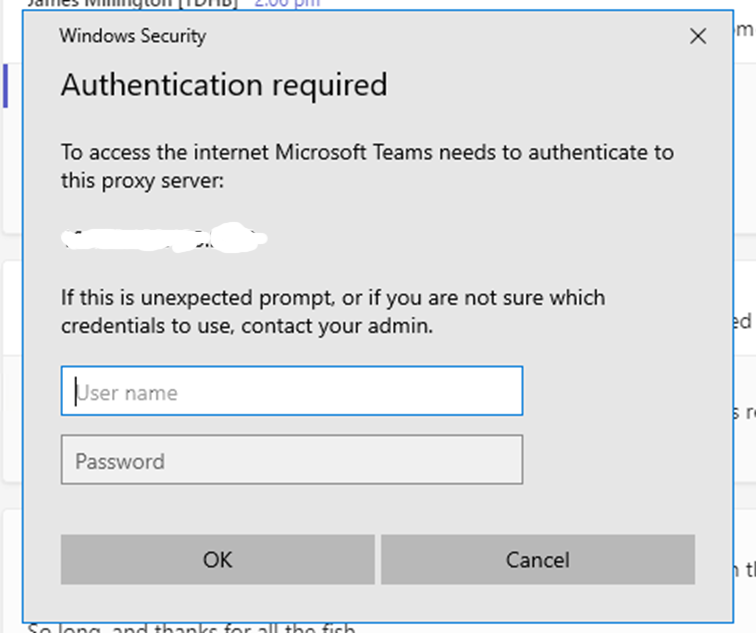 James Millington [TDHB] 2:06 pm
Windows Security
Authentication required
To access the internet Microsoft Teams needs to authenticate to
this proxy server:
If this is unexpected prompt, or if you are not sure which
credentials to use, contact your admin.
User name
Password
OK
Cancel
So long, and thanks for all the fish